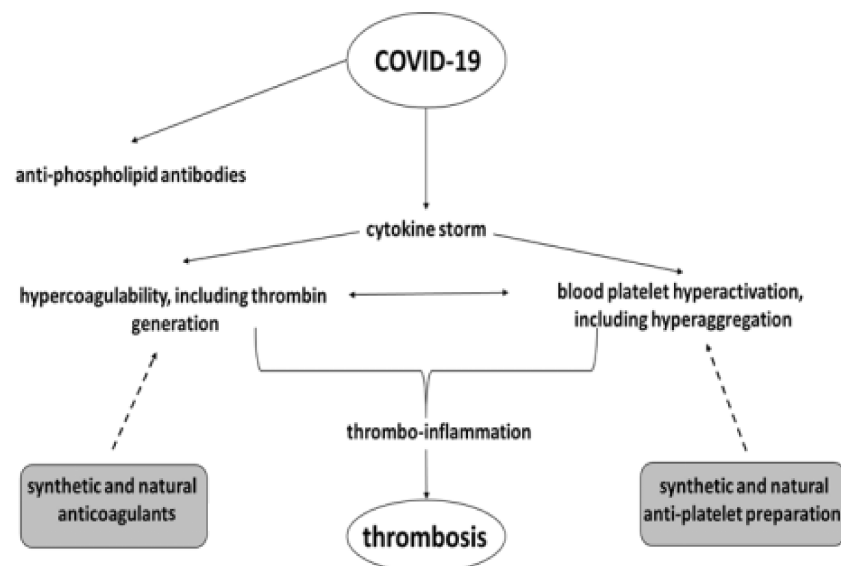 COVID-19
anti-phospholipid antibodies
cytokine storm
hypercoagulability, including thrombin
generation
blood platelet hyperactivation,
including hyperaggregation
thrombo-inflammation
synthetic and natural
anticoagulants
synthetic and natural
anti-platelet preparation
thrombosis